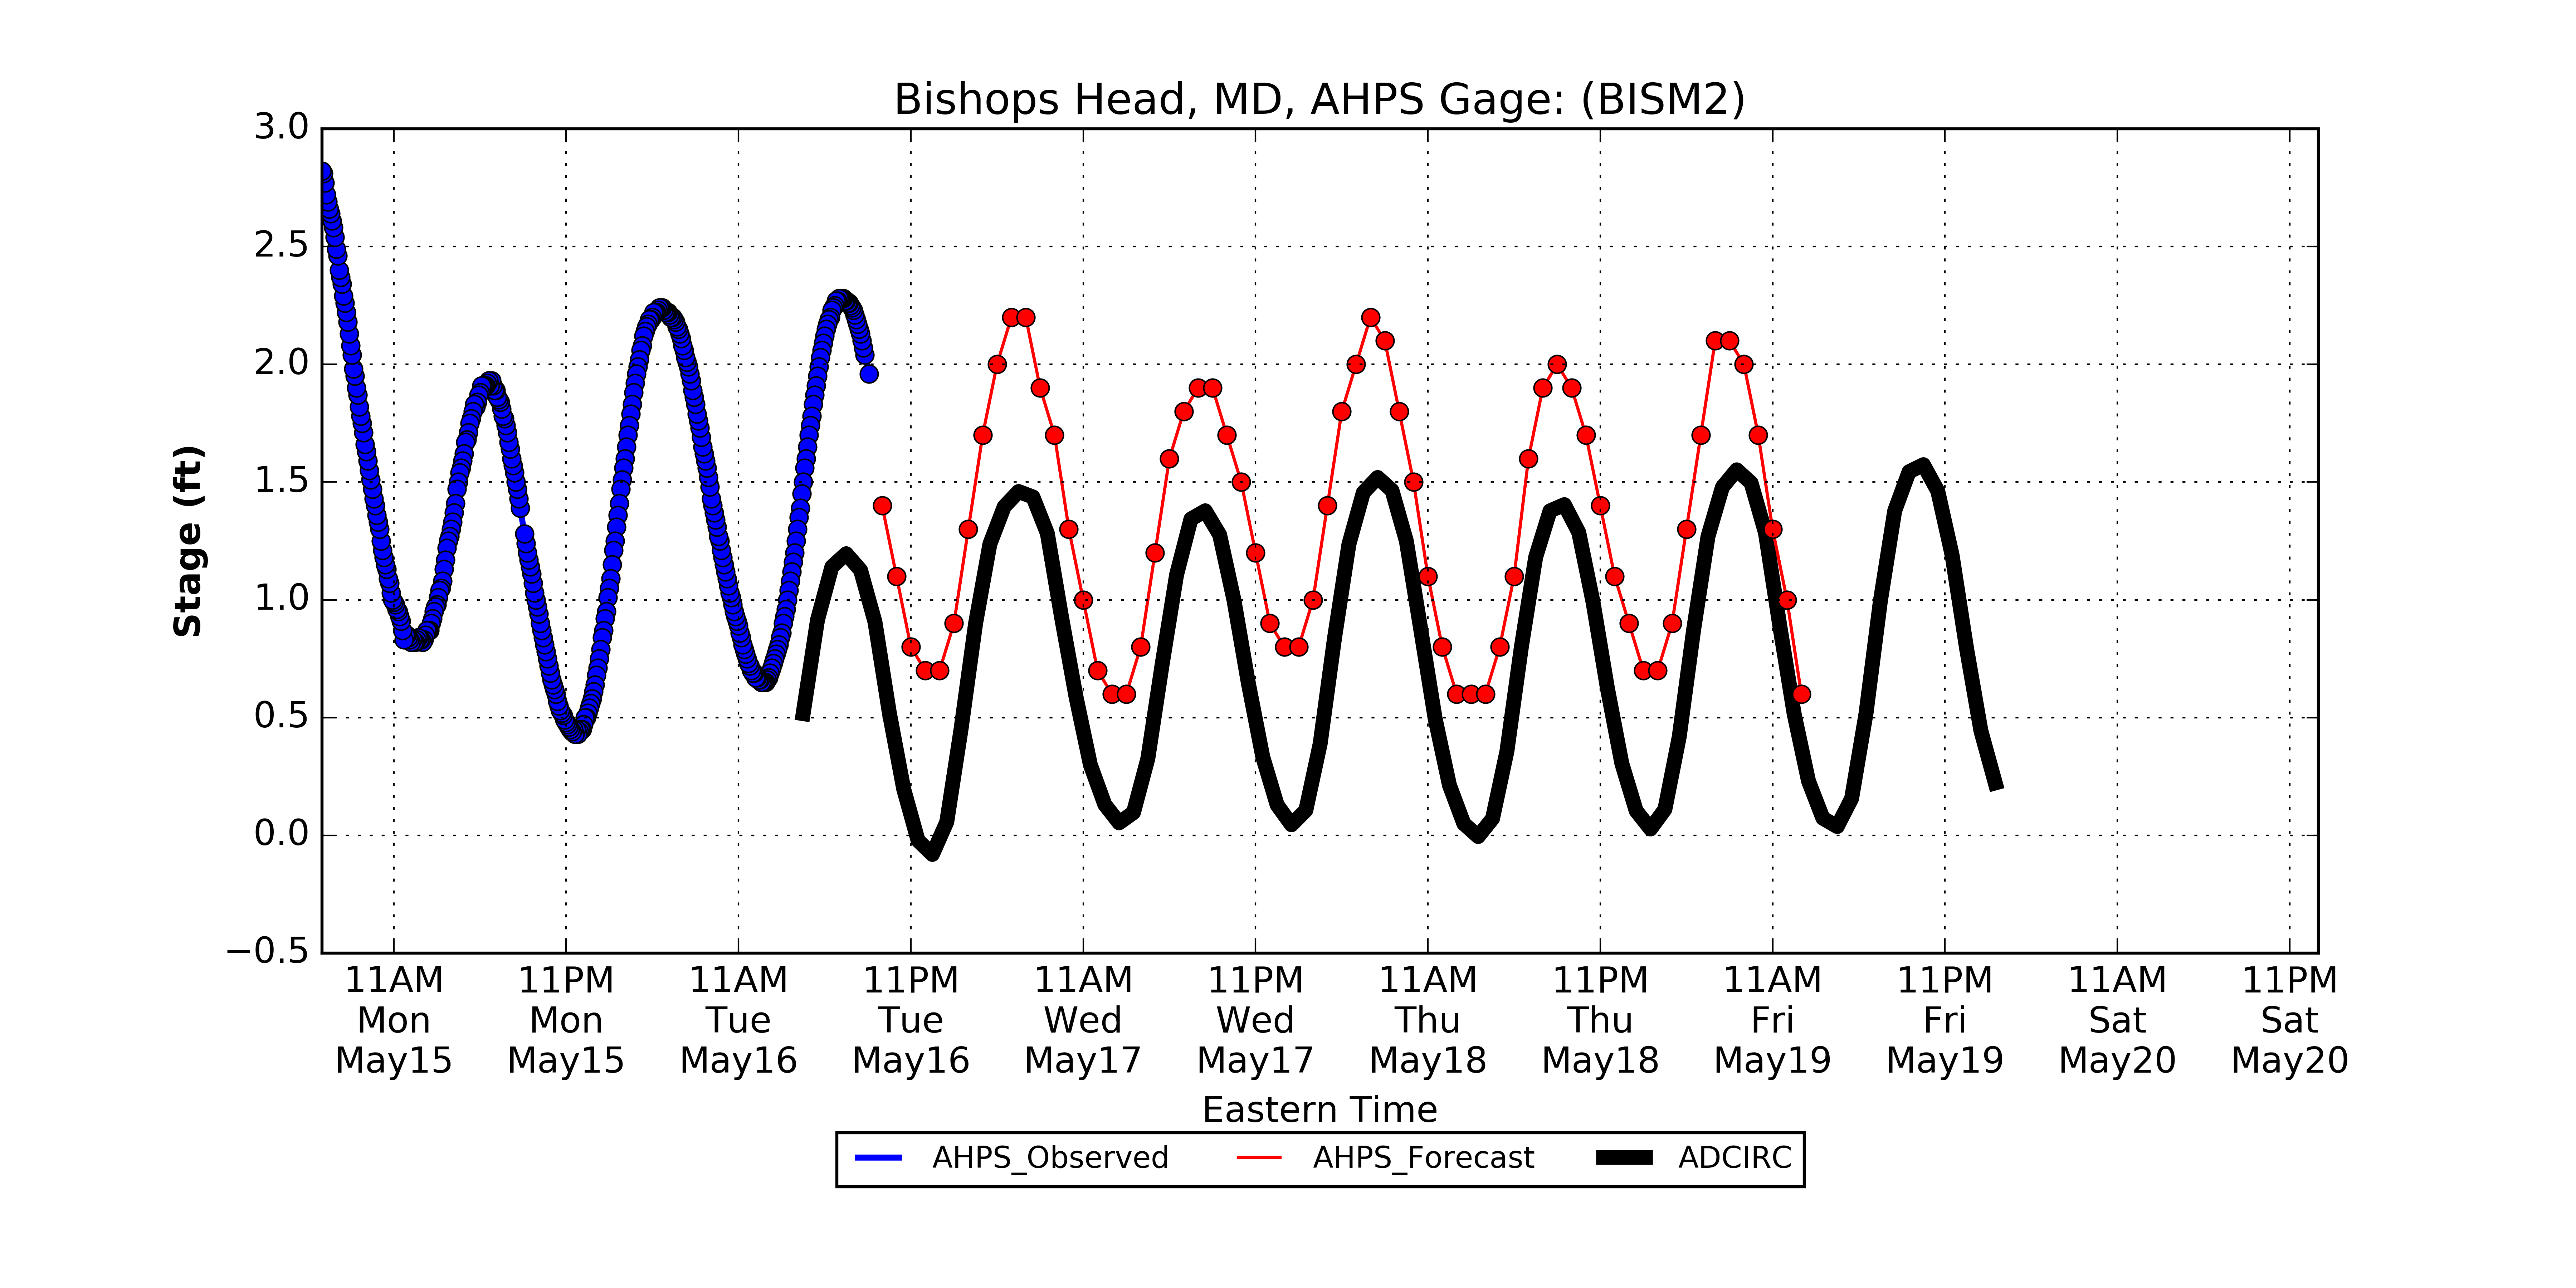 Bishops Head, MD, AHPS Gage: (BISM2)
3.0
2.5
2.0
1.5
1.0
0.5
0.0
−0.5
Stage (ft)
11AM 11PM 11AM 11PM 11AM 11PM 11AM 11PM 11AM 11PM 11AM 11PM
Mon Mon Tue Tue Wed Wed Thu Thu Fri Fri Sat Sat
May15 May15 May16 May16 May17 May17 May18 May18 May19 May19 May20 May20
Eastern Time
AHPS_Observed AHPS_Forecast ADCIRC